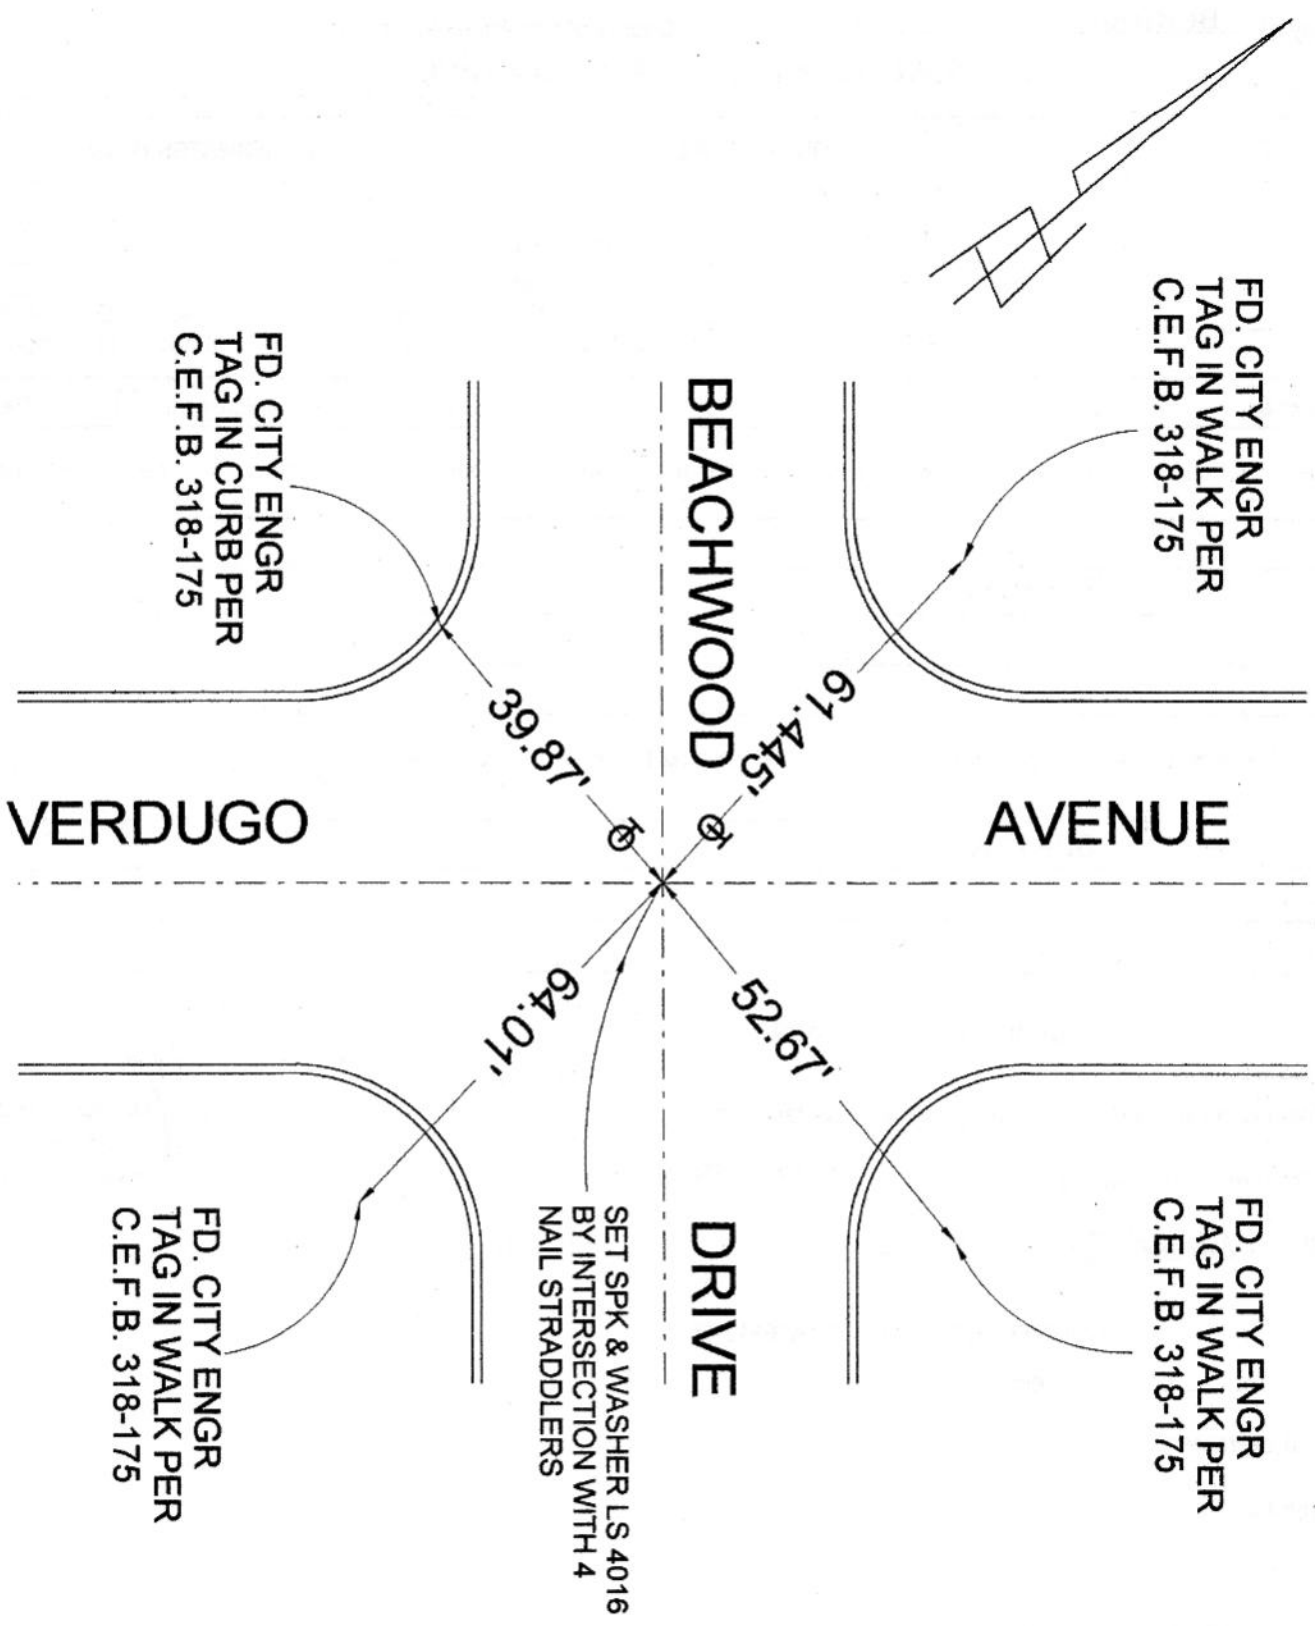 FD. CITY ENGR
TAG IN WALK PER
C.E.F.B. 318-175
FD. CITY ENGR
TAG IN CURB PER
C.E.F.B. 318-175
BEACHWOOD
61.445'
39.87'
VERDUGO
AVENUE
64.01'
52.67'
SET SPK & WASHER LS 4016
BY INTERSECTION WITH 4
NAIL STRADDLERS
DRIVE
FD. CITY ENGR
TAG IN WALK PER
C.E.F.B. 318-175
FD. CITY ENGR
TAG IN WALK PER
C.E.F.B. 318-175